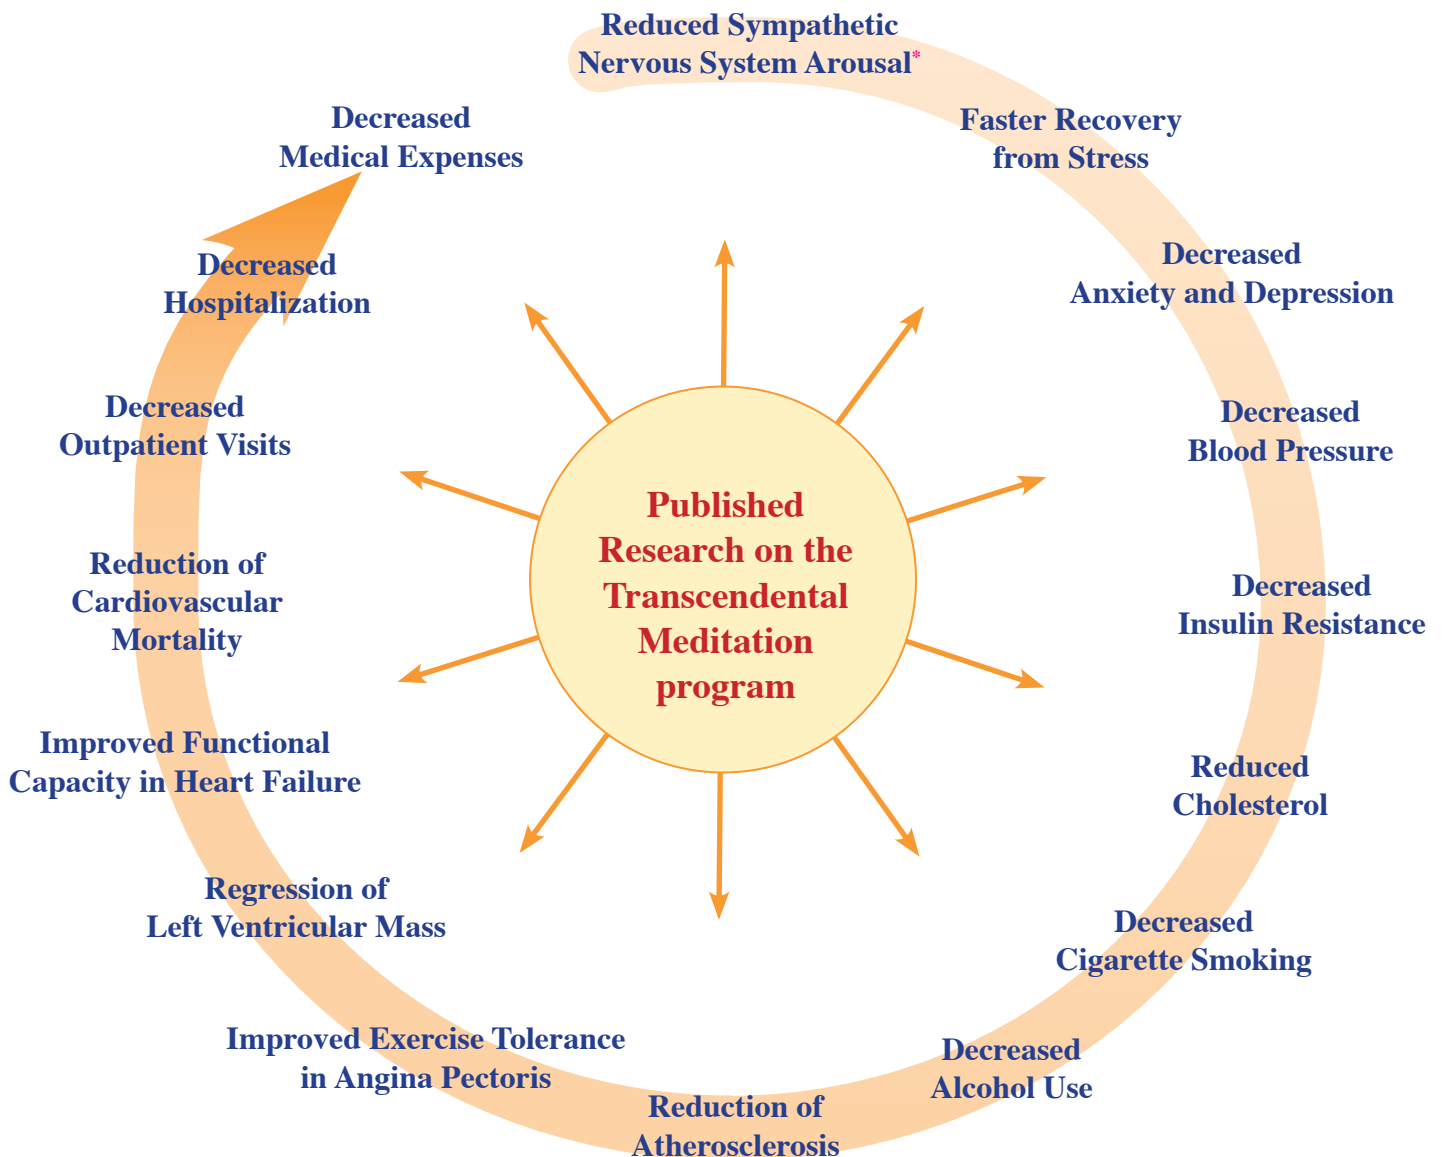 Reduced Sympathetic
Nervous System Arousal*
Faster Recovery
from Stress
Decreased
Anxiety and Depression
Decreased
Blood Pressure
Decreased
Insulin Resistance
Reduced
Cholesterol
Decreased
Cigarette Smoking
Decreased
Alcohol Use
Reduction of
Atherosclerosis
Improved Exercise Tolerance
in Angina Pectoris
Regression of
Left Ventricular Mass
Improved Functional
Capacity in Heart Failure
Reduction of
Cardiovascular
Mortality
Decreased
Outpatient Visits
Decreased
Hospitalization
Decreased
Medical Expenses
Published
Research on the
Transcendental
Meditation
program